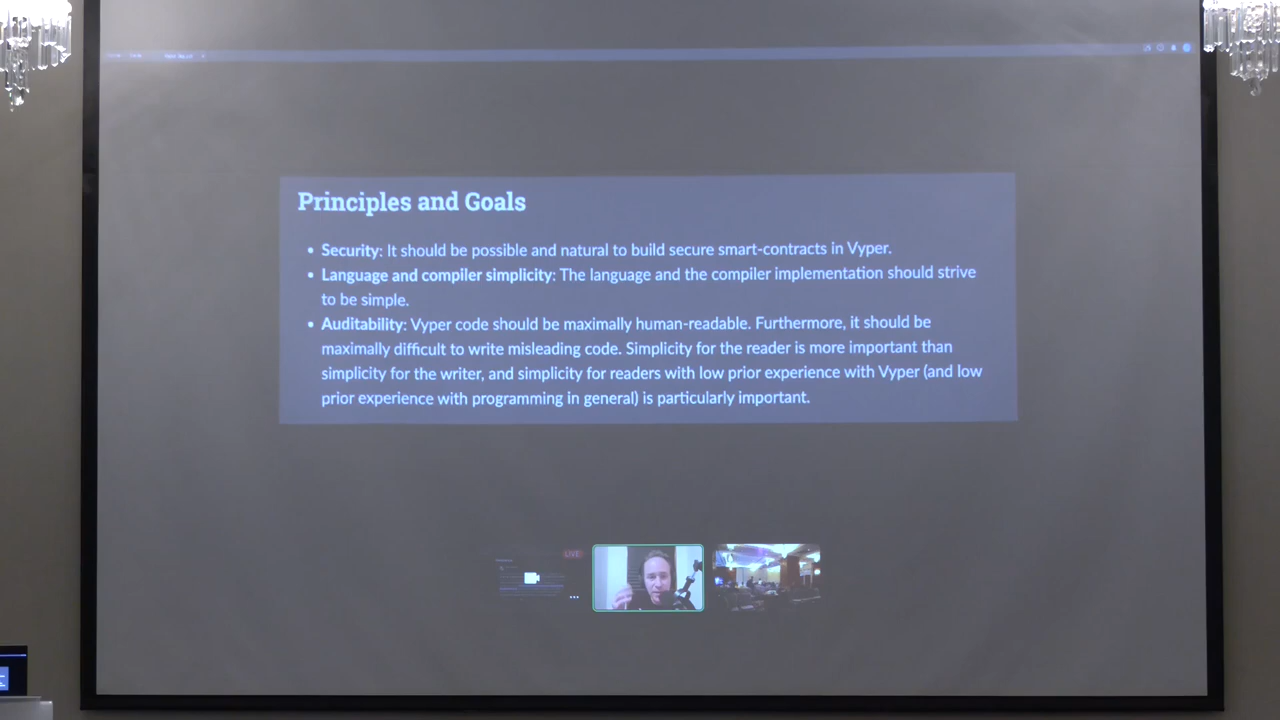 Principles and Goals
• Security: It should be possible and natural to build secure smart-contracts in Vyper.
• Language and compiler simplicity: The language and the compiler implementation should strive
to be simple.
• Auditability: Vyper code should be maximally human-readable. Furthermore, it should be
maximally difficult to write misleading code. Simplicity for the reader is more important than
simplicity for the writer, and simplicity for readers with low prior experience with Vyper (and low
prior experience with programming in general) is particularly important.
LIVE